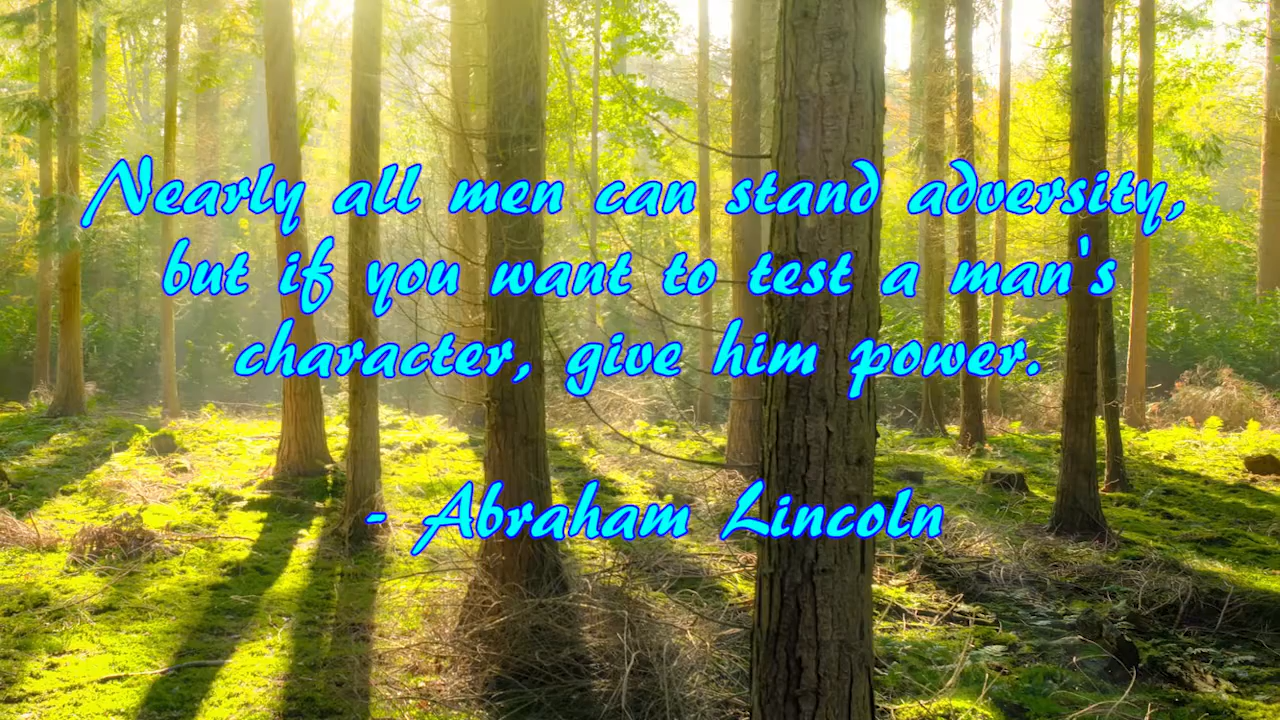 Nearly all men can stand adversity,
but if you want to test a man's
character, give him power.
- Abraham Lincoln